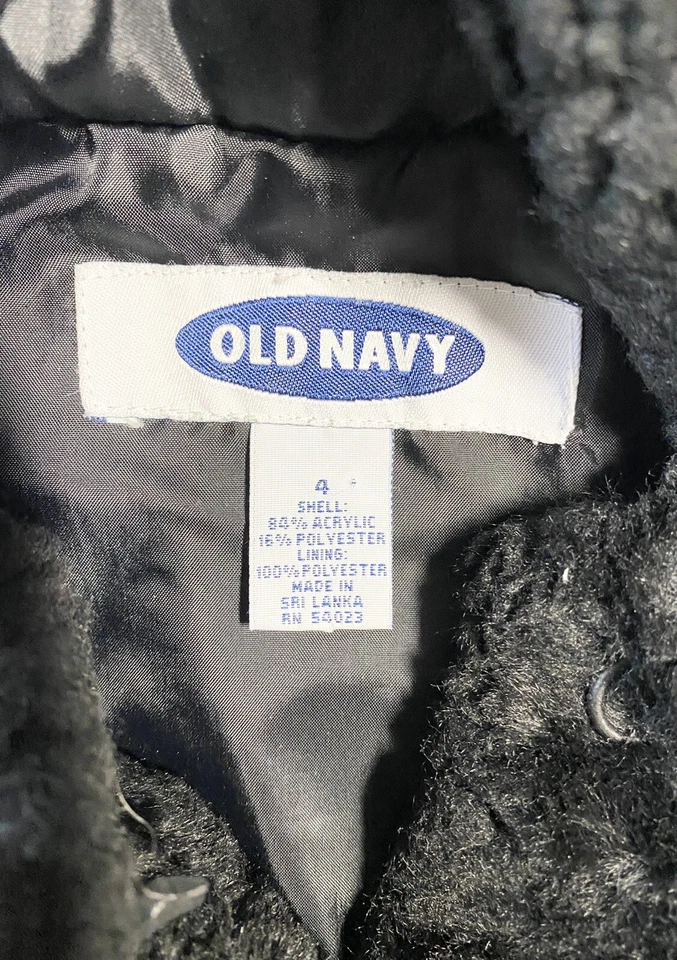 OLD NAVY
4
SHELL:
84% ACRYLIC
16% POLYESTER
LINING:
100% POLYESTER
MADE IN
SRI LANKA
RN 54023